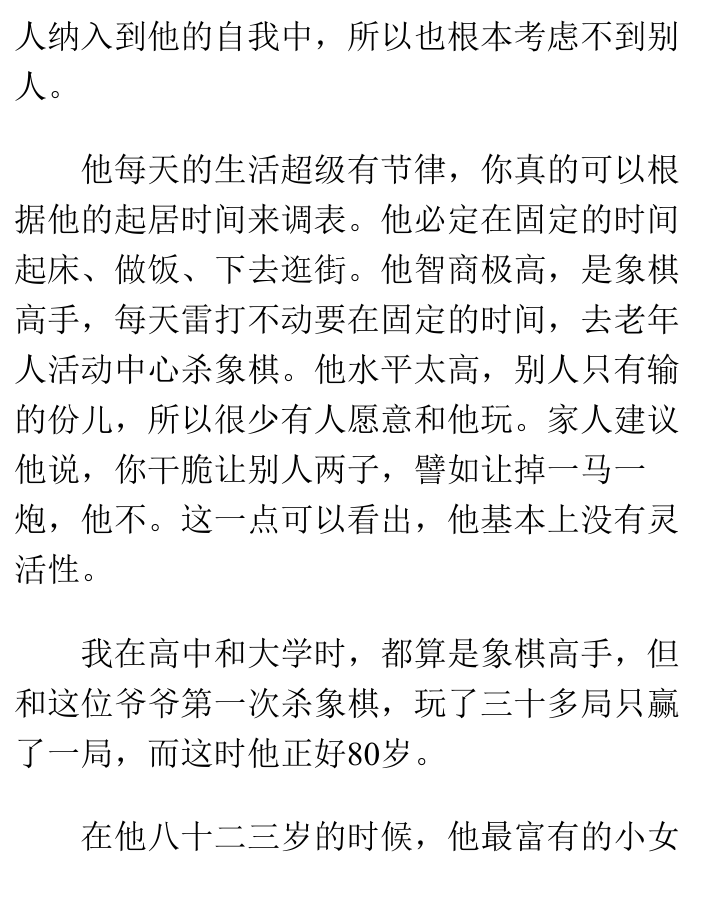 人纳入到他的自我中，所以也根本考虑不到别
人。
他每天的生活超级有节律，你真的可以根
据他的起居时间来调表。他必定在固定的时间
起床、做饭、下去逛街。他智商极高，是象棋
高手，每天雷打不动要在固定的时间，去老年
人活动中心杀象棋。他水平太高，别人只有输
的份儿，所以很少有人愿意和他玩。家人建议
他说，你干脆让别人两子，譬如让掉一马一
炮，他不。这一点可以看出，他基本上没有灵
活性。
我在高中和大学时，都算是象棋高手，但
和这位爷爷第一次杀象棋，玩了三十多局只赢
了一局，而这时他正好80岁。
在他八十二三岁的时候，他最富有的小女